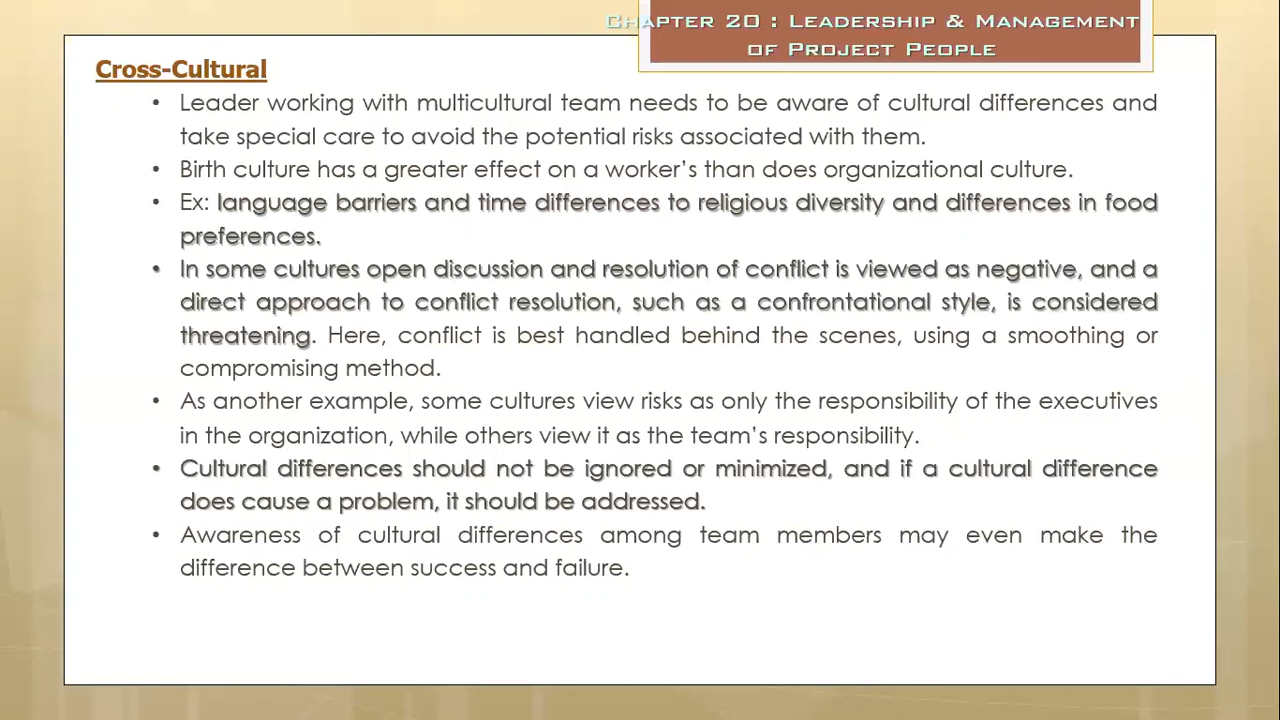 Chapter 20 : Leadership & Management
of Project People
Cross-Cultural
• Leader working with multicultural team needs to be aware of cultural differences and
take special care to avoid the potential risks associated with them.
• Birth culture has a greater effect on a worker's than does organizational culture.
• Ex: language barriers and time differences to religious diversity and differences in food
preferences.
• In some cultures open discussion and resolution of conflict is viewed as negative, and a
direct approach to conflict resolution, such as a confrontational style, is considered
threatening. Here, conflict is best handled behind the scenes, using a smoothing or
compromising method.
• As another example, some cultures view risks as only the responsibility of the executives
in the organization, while others view it as the team's responsibility.
• Cultural differences should not be ignored or minimized, and if a cultural difference
does cause a problem, it should be addressed.
• Awareness of cultural differences among team members may even make the
difference between success and failure.